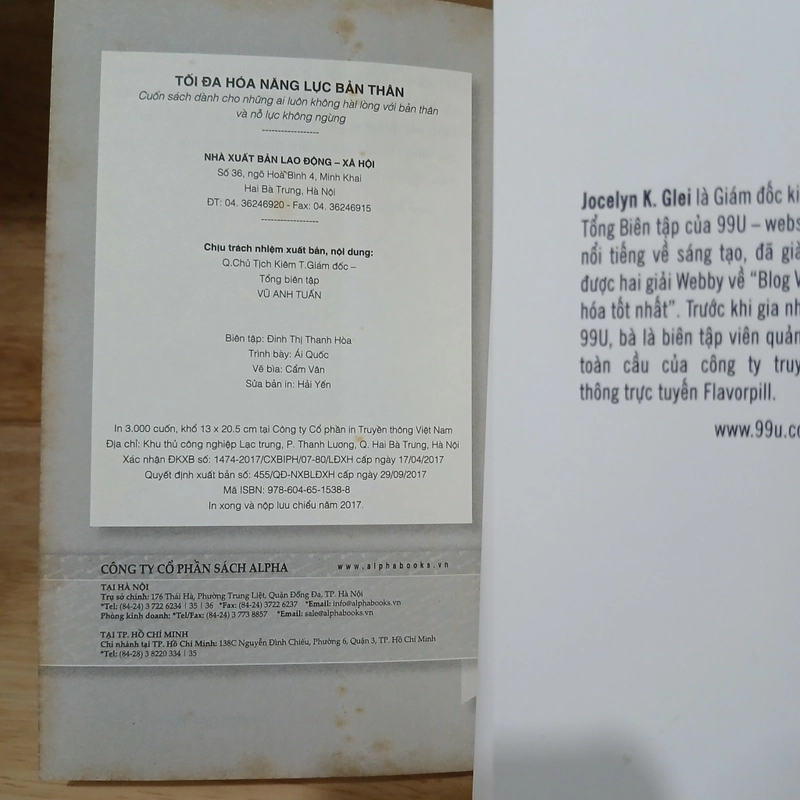 TỐI ĐA HÓA NĂNG LỰC BẢN THÂN
Cuốn sách dành cho những ai luôn không hài lòng với bản thân
và nỗ lực không ngừng
--------------------
NHÀ XUẤT BẢN LAO ĐỘNG – XÃ HỘI
Số 36, ngõ Hoà Bình 4, Minh Khai
Hai Bà Trưng, Hà Nội
ĐT: 04. 36246920 - Fax: 04. 36246915
--------------------
Chịu trách nhiệm xuất bản, nội dung:
Q.Chủ Tịch Kiêm T.Giám đốc –
Tổng biên tập
VŨ ANH TUẤN
Biên tập: Đinh Thị Thanh Hòa
Trình bày: Ái Quốc
Vẽ bìa: Cẩm Vân
Sửa bản in: Hải Yến
In 3.000 cuốn, khổ 13 x 20.5 cm tại Công ty Cổ phần in Truyền thông Việt Nam
Địa chỉ: Khu thủ công nghiệp Lạc trung, P. Thanh Lương, Q. Hai Bà Trưng, Hà Nội
Xác nhận ĐKXB số: 1474-2017/CXBIPH/07-80/LĐXH cấp ngày 17/04/2017
Quyết định xuất bản số: 455/QĐ-NXBLĐXH cấp ngày 29/09/2017
Mã ISBN: 978-604-65-1538-8
In xong và nộp lưu chiểu năm 2017.
CÔNG TY CỔ PHẦN SÁCH ALPHA www.alphabooks.vn
TẠI HÀ NỘI
Trụ sở chính: 176 Thái Hà, Phường Trung Liệt, Quận Đống Đa, TP. Hà Nội
*Tel: (84-24) 3 722 6234 | 35 | 36 *Fax: (84-24) 3722 6237 *Email: info@alphabooks.vn
Phòng kinh doanh: *Tel/Fax: (84-24) 3 773 8857 *Email: sale@alphabooks.vn
TẠI TP. HỒ CHÍ MINH
Chi nhánh tại TP. Hồ Chí Minh: 138C Nguyễn Đình Chiểu, Phường 6, Quận 3, TP. Hồ Chí Minh
*Tel: (84-28) 3 8220 334 | 35
Jocelyn K. Glei là Giám đốc
Tổng Biên tập của 99U –
nổi tiếng về sáng tạo, đã
được hai giải Webby về "Blog
hóa tốt nhất". Trước khi gia
99U, bà là biên tập viên
toàn cầu của công ty
thông trực tuyến Flavorpill.